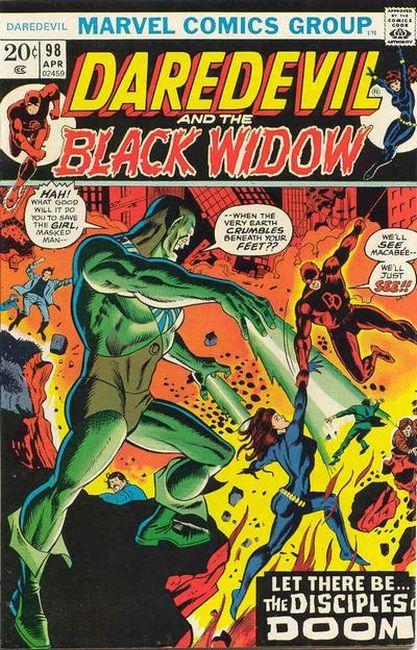 DAREDEVIL
MARVEL COMICS GROUP
APPROVED
BY THE
COMICS
CODE
AUTHORITY
20¢
98
APR
02459
CC
DAREDEVIL
AND THE
BLACK WIDOW
HAH!
WHAT GOOD
WILL IT DO
YOU TO SAVE
THE GIRL,
MASKED
MAN--
--WHEN THE
VERY EARTH
CRUMBLES
BENEATH YOUR
FEET??
WE'LL
SEE,
MACABEE--
WE'LL
JUST
SEE!!
LET THERE BE...
THE DISCIPLES OF
DOOM